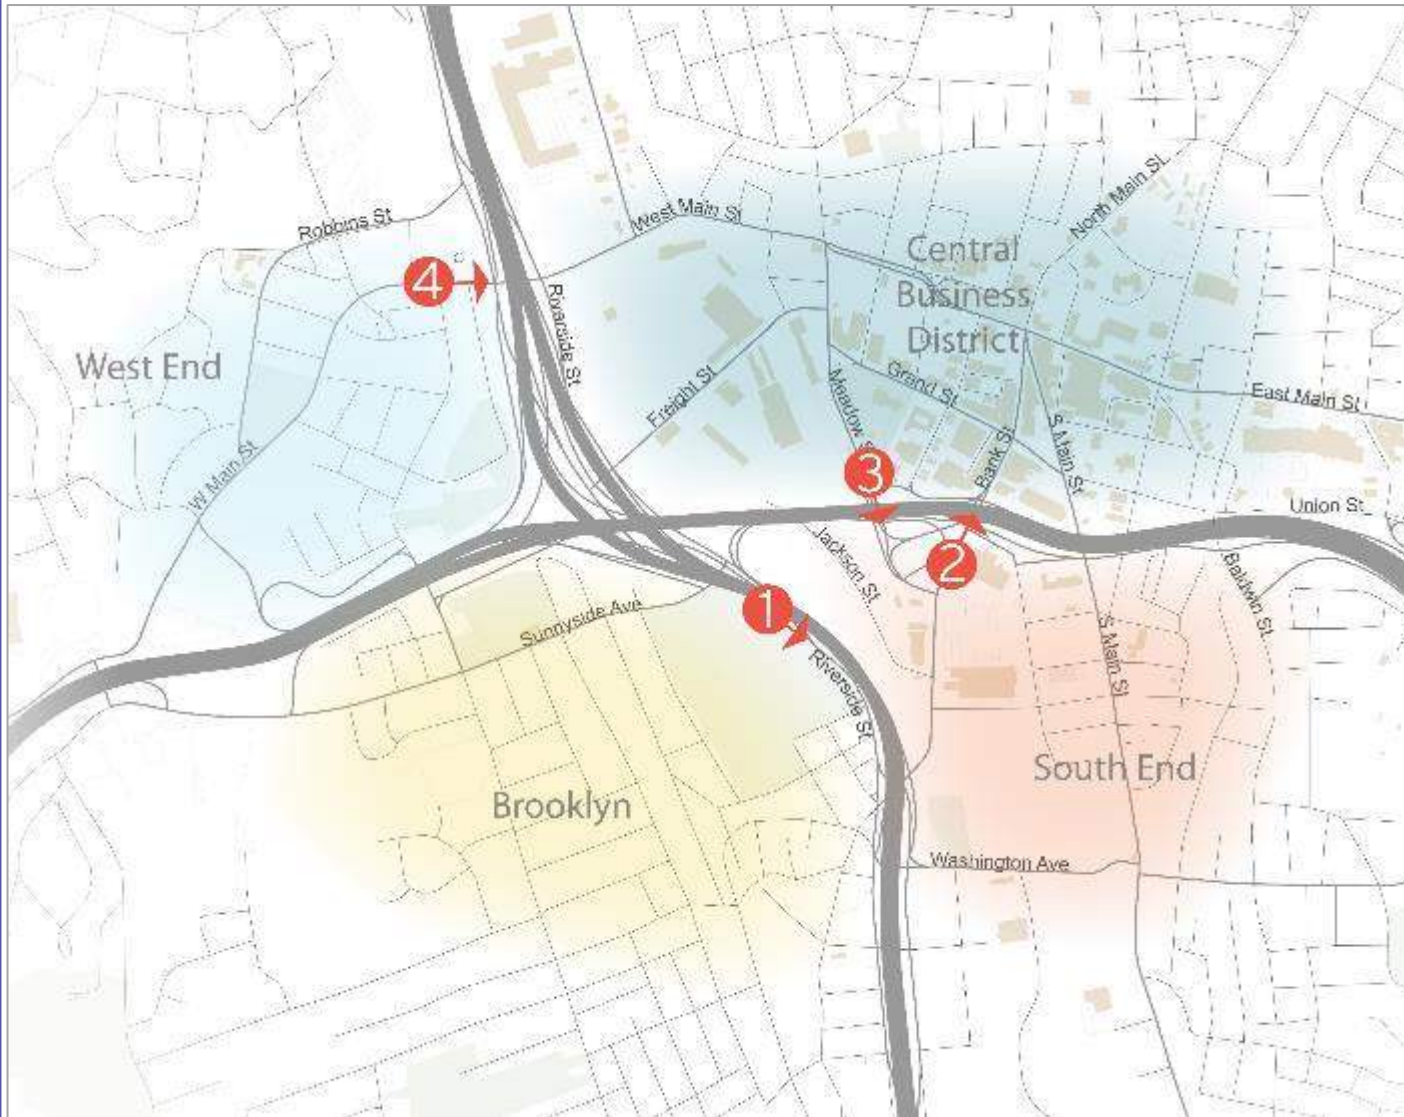 Robbins St
West Main St
North Main St
Central
Business
District
4
Riverside St
West End
Freight St
Meadow S
Grand St
East Main St
W Main St
3
Bank St
S Main St
Union St
Jackson St
2
Baldwin St
1
Sunnyside Ave
S Main St
Riverside St
South End
Brooklyn
Washington Ave